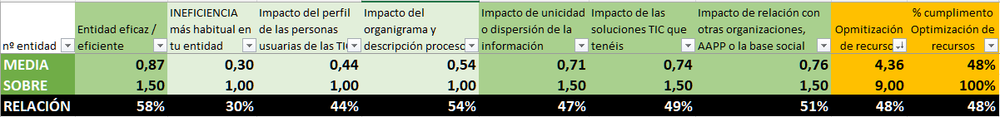 nº entidad
Entidad eficaz /
eficiente
INEFICIENCIA
más habitual en
tu entidad
Impacto del perfil
de las personas
usuarias de las TIC
Impacto del
organigrama y
descripción proceso
Impacto de unicidad
o dispersión de la
información
Impacto de las
soluciones TIC que
tenéis
Impacto de relación con
otras organizaciones,
AAPP o la base social
Opmitización
de recurso
% cumplimento
Optimización de
recursos
MEDIA 0,87 0,30 0,44 0,54 0,71 0,74 0,76 4,36 48%
SOBRE 1,50 1,00 1,00 1,00 1,50 1,50 1,50 9,00 100%
RELACIÓN 58% 30% 44% 54% 47% 49% 51% 48% 48%